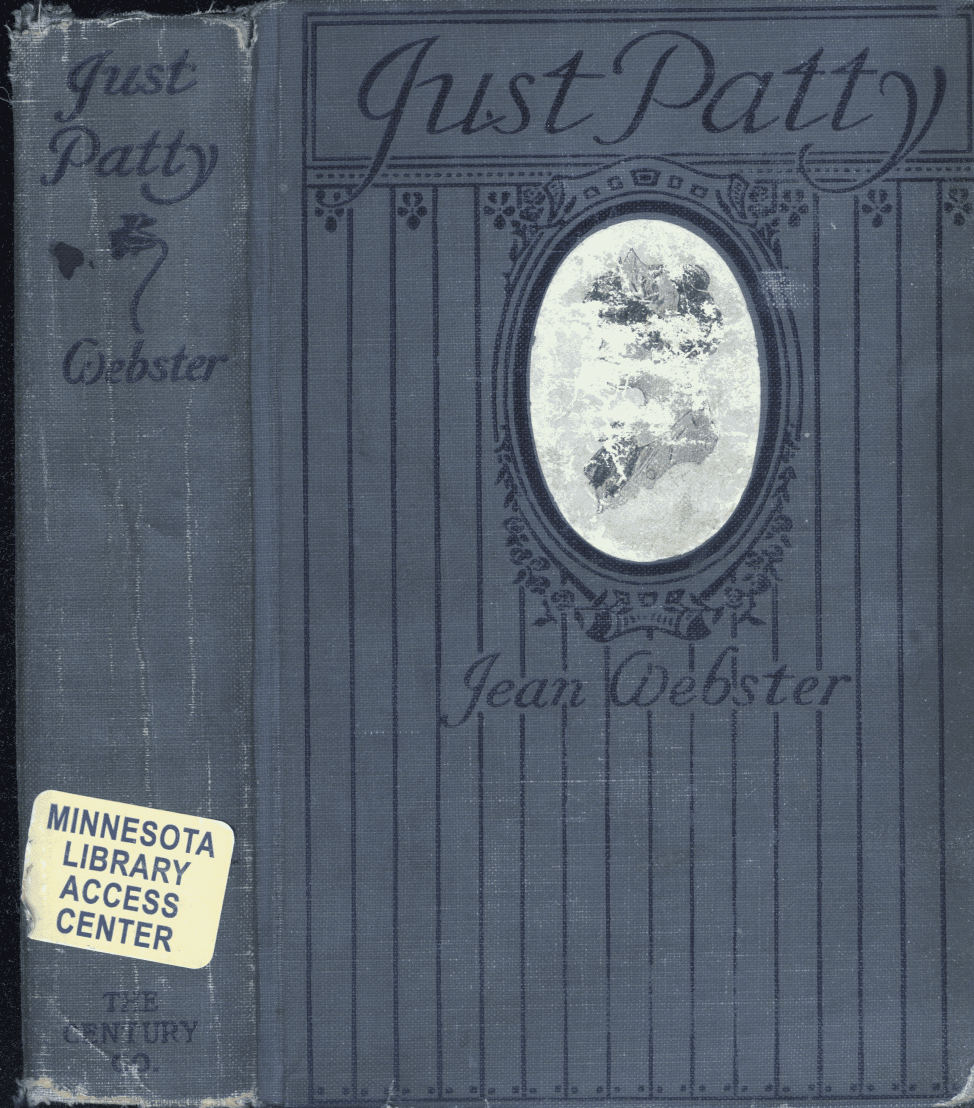 Just
Patty
Webster
MINNESOTA
LIBRARY
ACCESS
CENTER
THE
CENTURY
CO.
Just Patty
Jean Webster